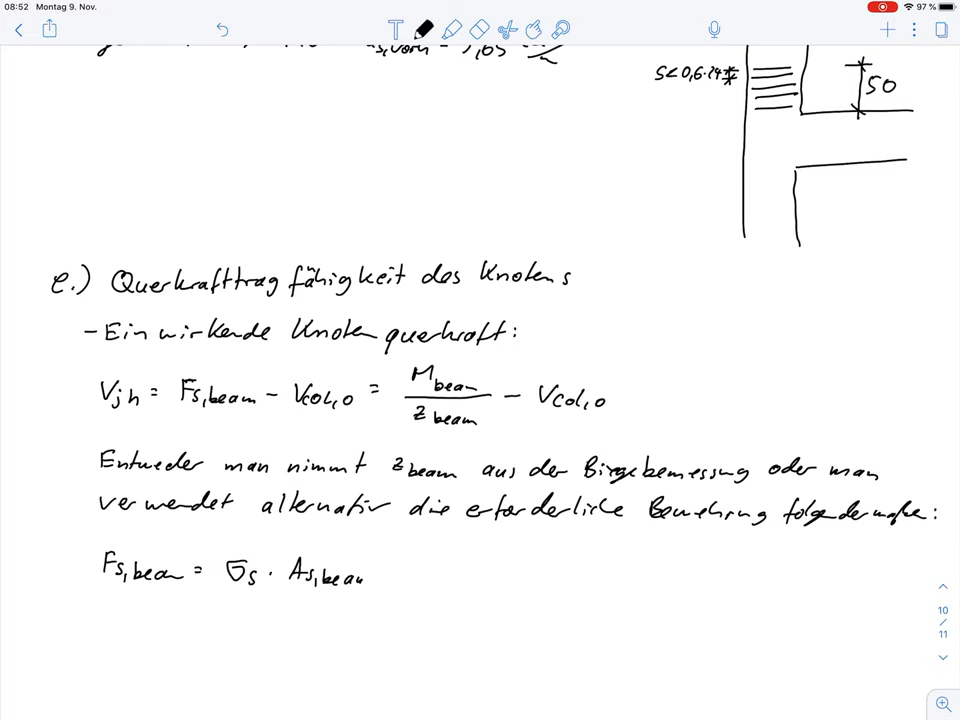 08:52 Montag 9. Nov. 97 %
T
s<0,6·24
50
e.) Querkrafttragfähigkeit des Knotens
- Einwirkende Knotenquerkraft:
Vjh = Fs,beam - Vcol,o = Mbeam / zbeam - Vcol,o
Entweder man nimmt zbeam aus der Biegebemessung oder man
verwendet alternativ die erforderliche Bewehrung folgendermaßen:
Fs,beam = σs · As,beam
10
/
11